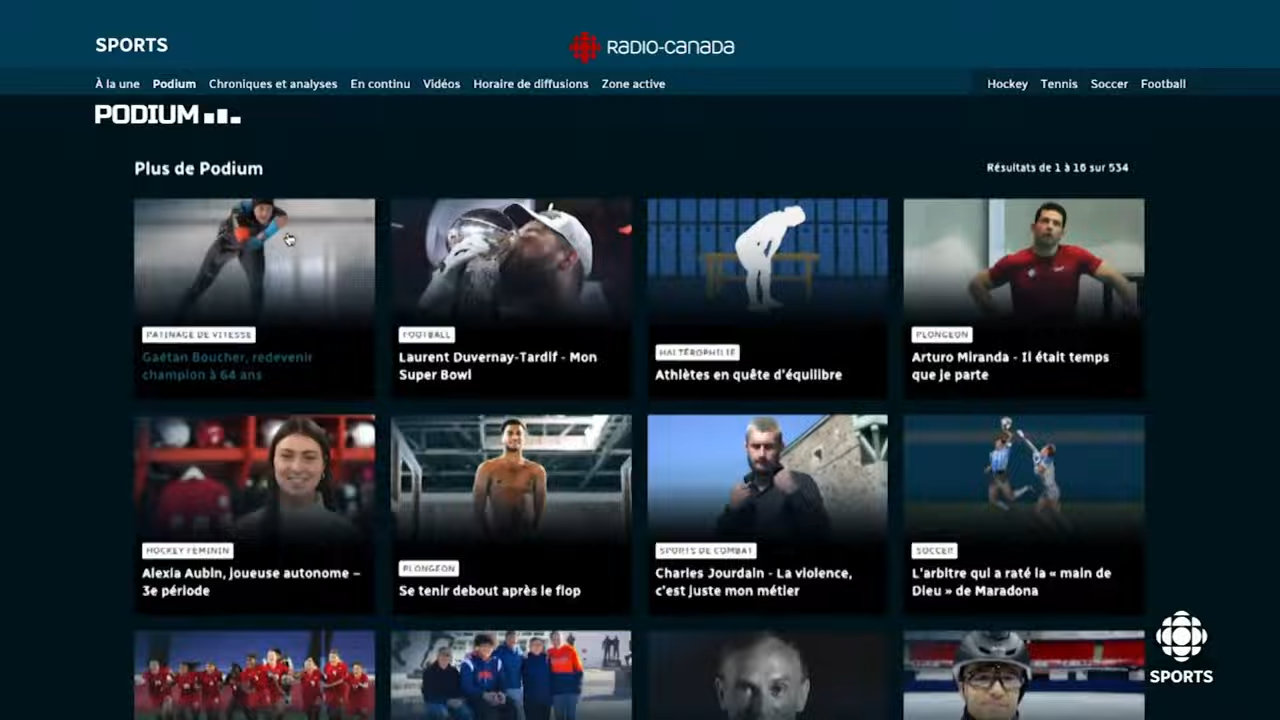 SPORTS
RADIO-CANADA
À la une Podium Chroniques et analyses En continu Vidéos Horaire de diffusions Zone active
Hockey Tennis Soccer Football
PODIUM
Plus de Podium
Résultats de 1 à 16 sur 534
PATINAGE DE VITESSE
Gaétan Boucher, redevenir
champion à 64 ans
FOOTBALL
Laurent Duvernay-Tardif - Mon
Super Bowl
HALTÉROPHILIE
Athlètes en quête d'équilibre
PLONGEON
Arturo Miranda - Il était temps
que je parte
HOCKEY FÉMININ
Alexia Aubin, joueuse autonome –
3e période
PLONGEON
Se tenir debout après le flop
SPORTS DE COMBAT
Charles Jourdain - La violence,
c'est juste mon métier
SOCCER
L'arbitre qui a raté la « main de
Dieu » de Maradona
SPORTS